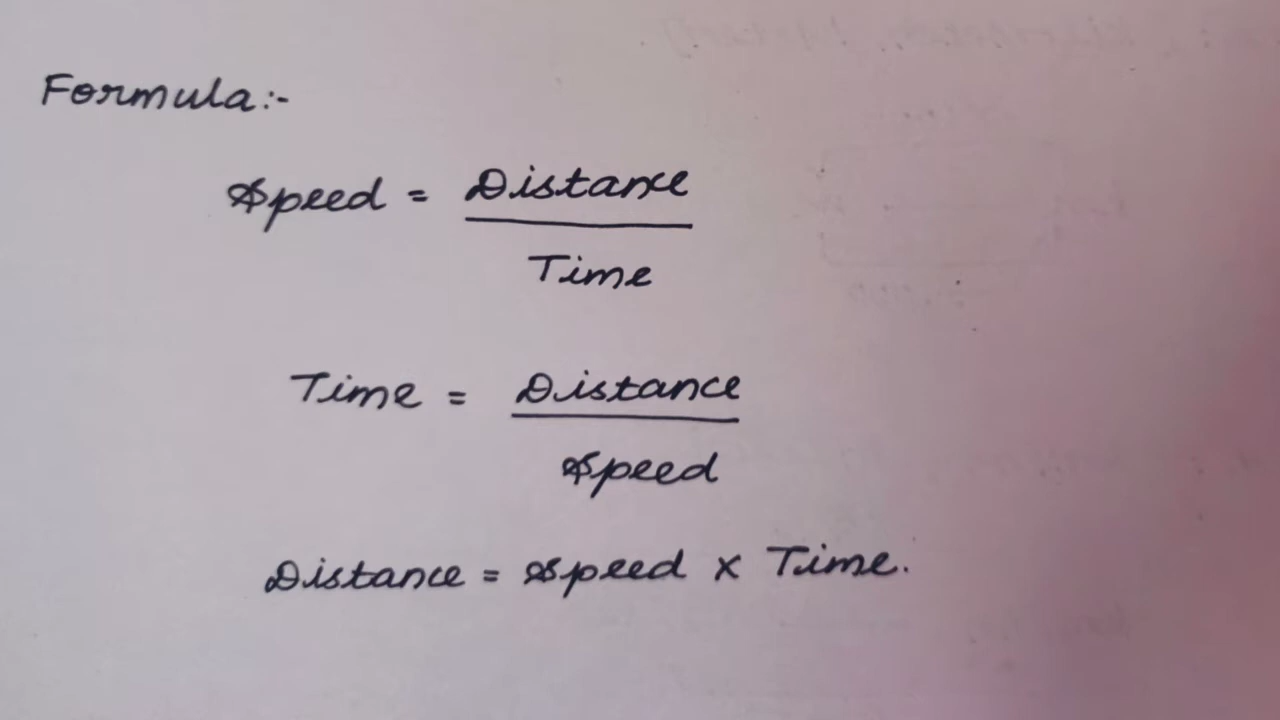 Formula:-
Speed = Distance
Time
Time = Distance
Speed
Distance = Speed x Time.